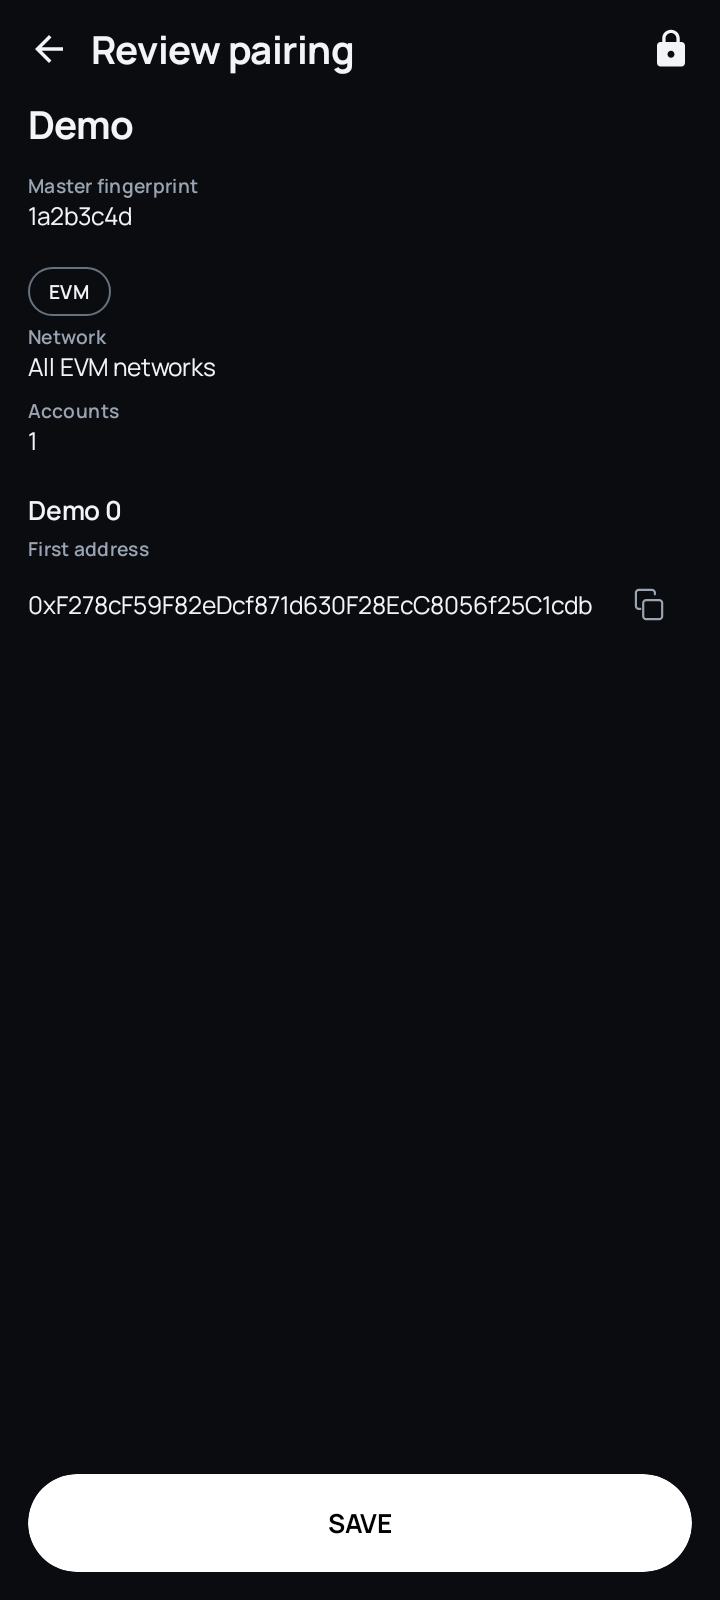 Review pairing
Demo
Master fingerprint
1a2b3c4d
EVM
Network
All EVM networks
Accounts
1
Demo 0
First address
0xF278cF59F82eDcf871d630F28EcC8056f25C1cdb
SAVE